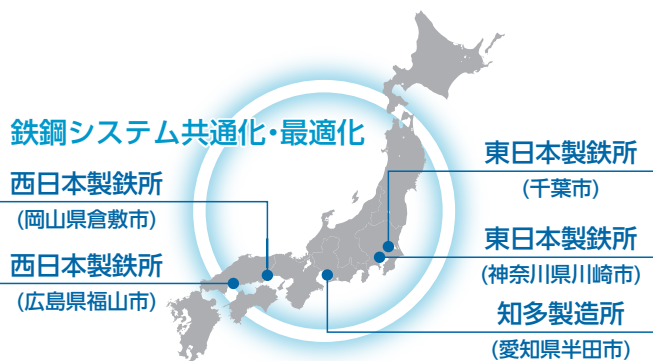 鉄鋼システム共通化・最適化
西日本製鉄所
(岡山県倉敷市)
西日本製鉄所
(広島県福山市)
東日本製鉄所
(千葉市)
東日本製鉄所
(神奈川県川崎市)
知多製造所
(愛知県半田市)